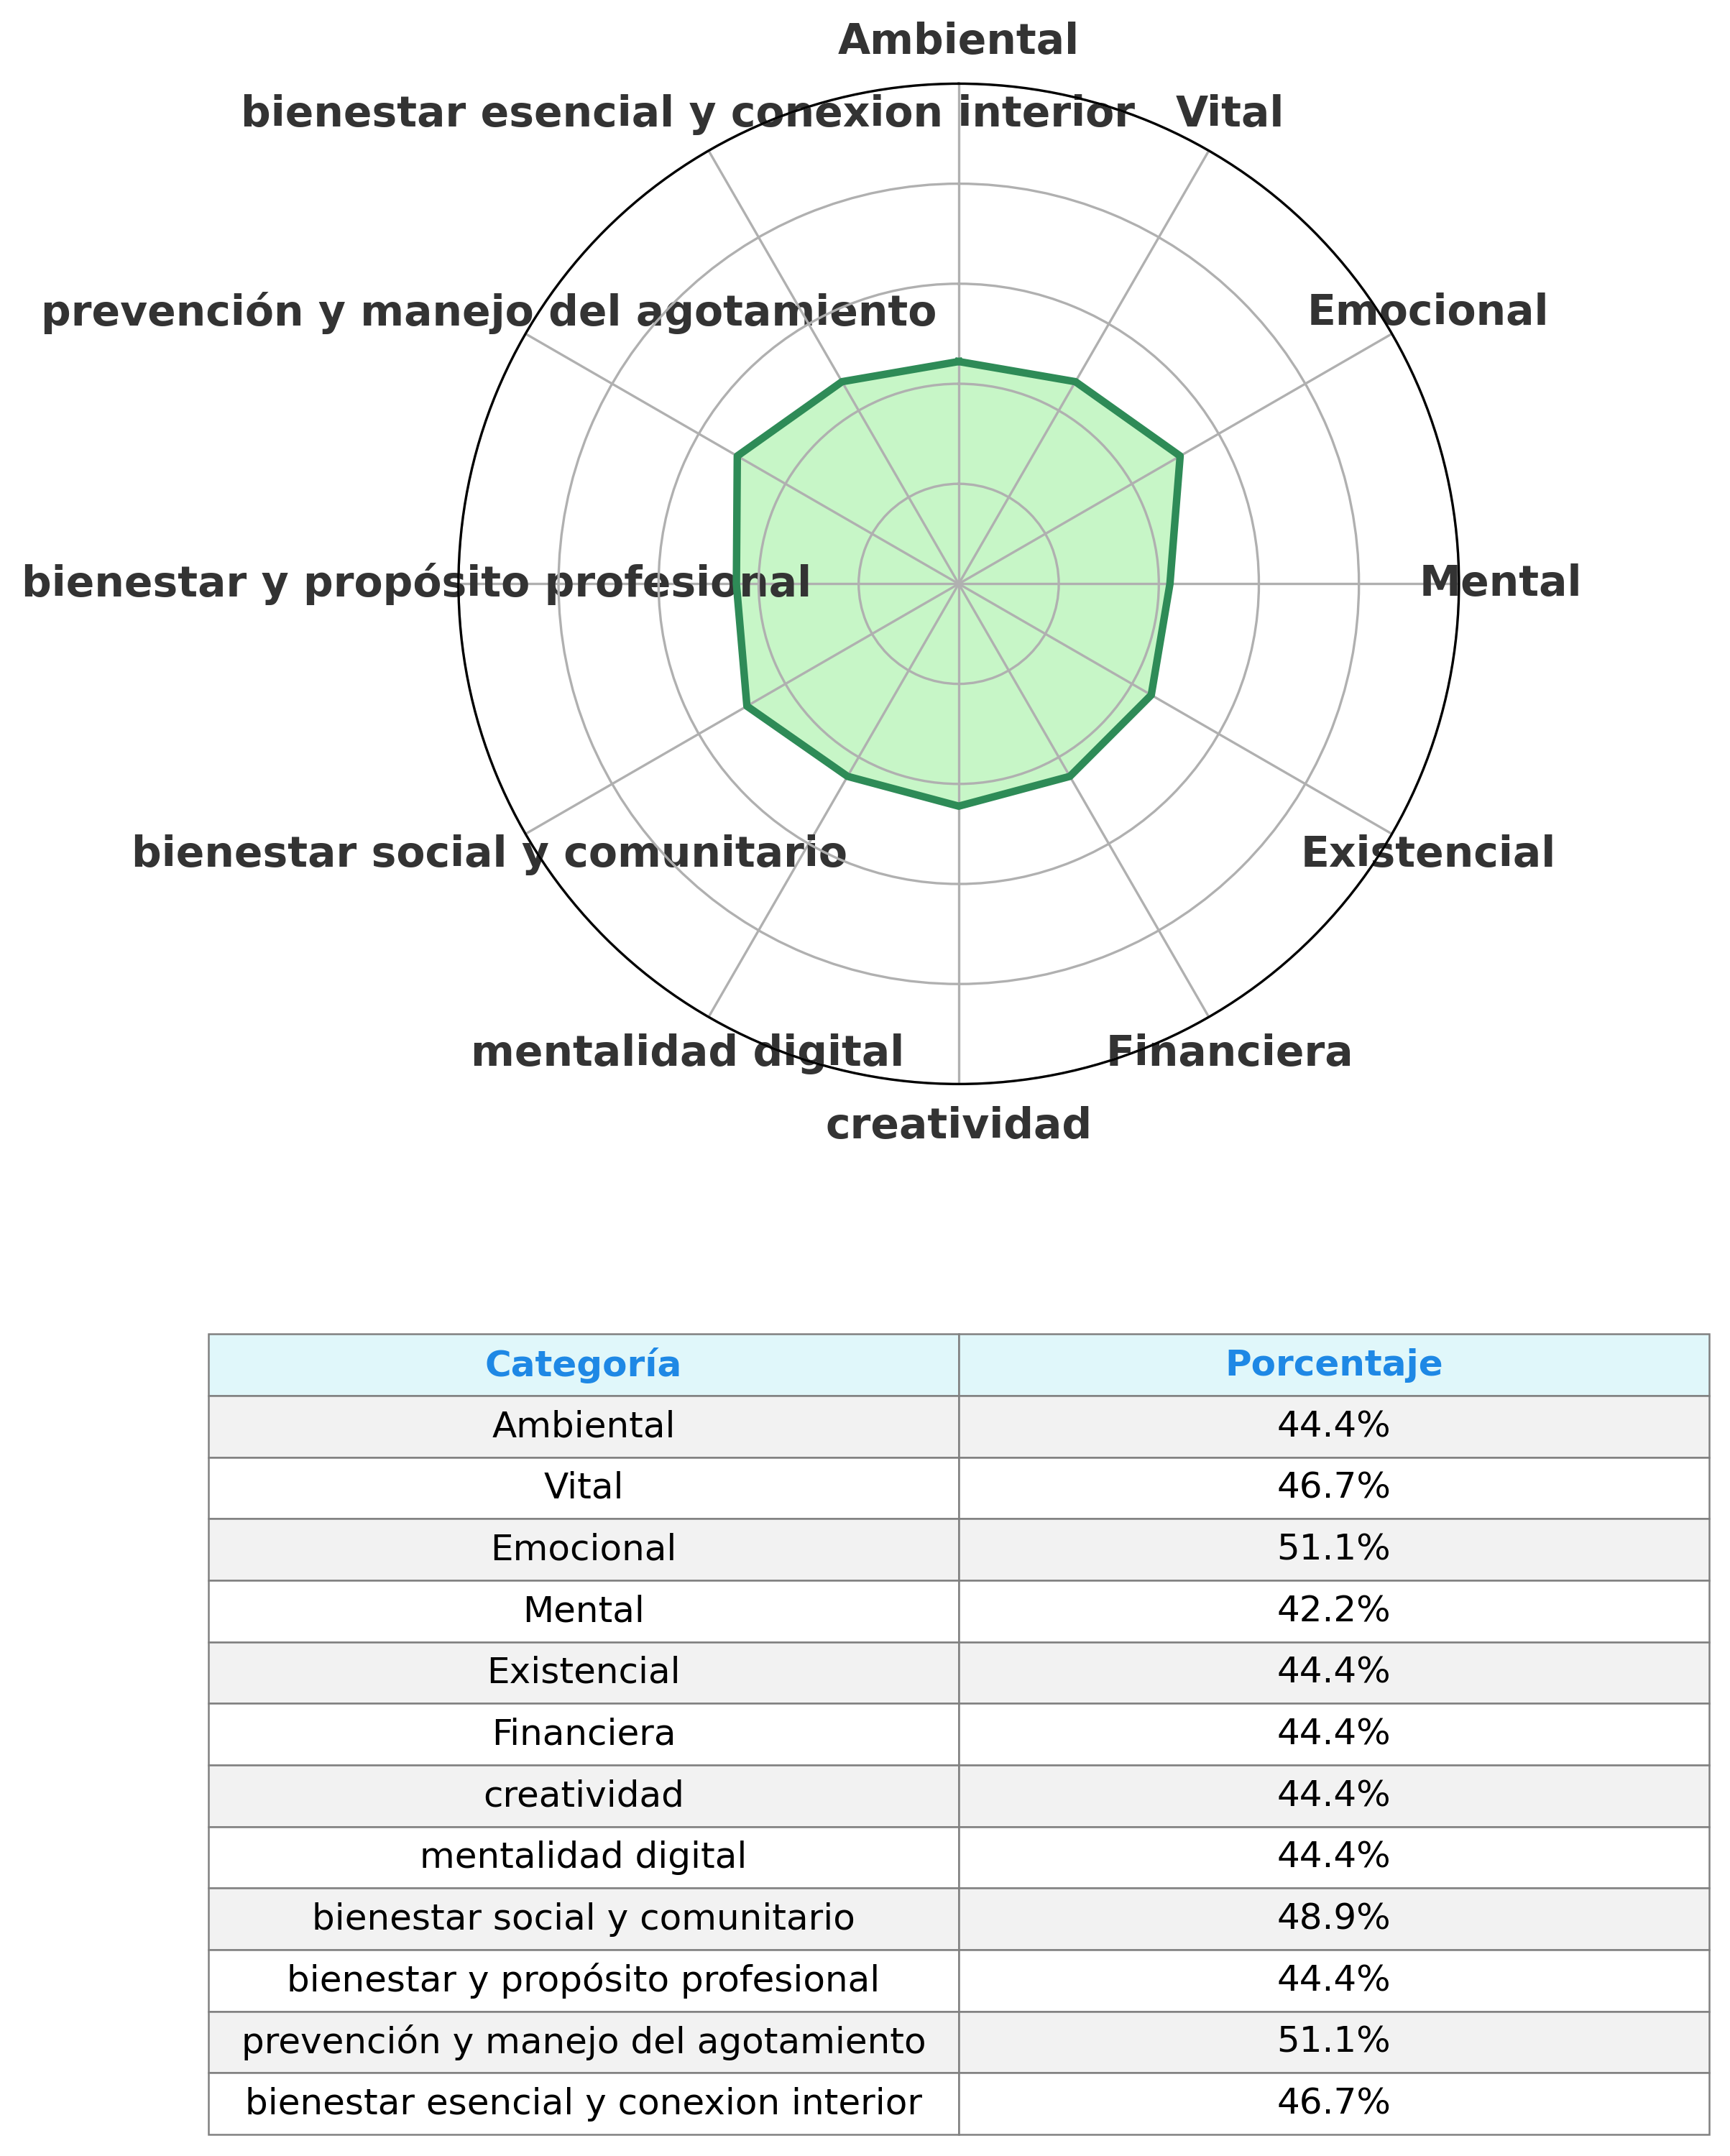 Ambiental
bienestar esencial y conexion interior
Vital
prevención y manejo del agotamiento
Emocional
bienestar y propósito profesional
Mental
bienestar social y comunitario
Existencial
mentalidad digital
Financiera
creatividad
Categoría Porcentaje
Ambiental 44.4%
Vital 46.7%
Emocional 51.1%
Mental 42.2%
Existencial 44.4%
Financiera 44.4%
creatividad 44.4%
mentalidad digital 44.4%
bienestar social y comunitario 48.9%
bienestar y propósito profesional 44.4%
prevención y manejo del agotamiento 51.1%
bienestar esencial y conexion interior 46.7%